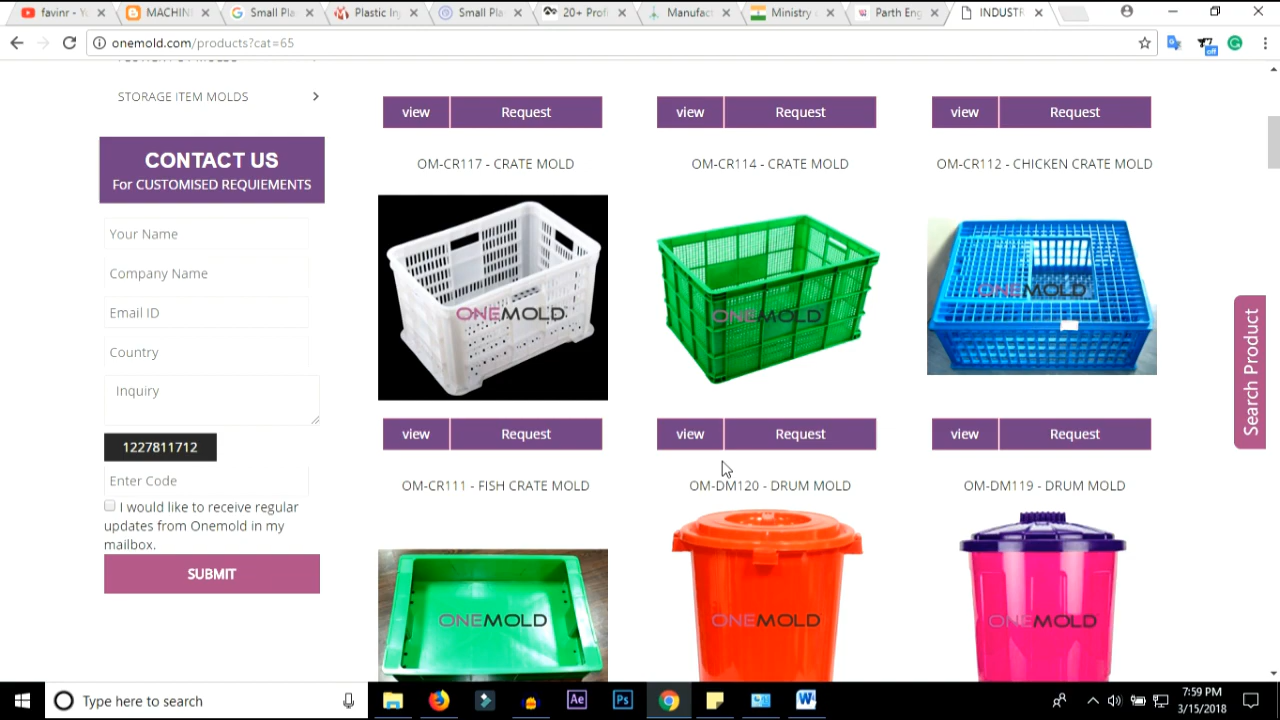 favinr - Y
MACHIN
Small Pla
Plastic Inj
Small Pla
20+ Profi
Manufact
Ministry o
Parth Eng
INDUSTR
onemold.com/products?cat=65
STORAGE ITEM MOLDS
CONTACT US
For CUSTOMISED REQUIEMENTS
Your Name
Company Name
Email ID
Country
Inquiry
1227811712
Enter Code
I would like to receive regular
updates from Onemold in my
mailbox.
SUBMIT
view Request
view Request
view Request
OM-CR117 - CRATE MOLD
OM-CR114 - CRATE MOLD
OM-CR112 - CHICKEN CRATE MOLD
ONEMOLD
ONEMOLD
ONEMOLD
view Request
view Request
view Request
OM-CR111 - FISH CRATE MOLD
OM-DM120 - DRUM MOLD
OM-DM119 - DRUM MOLD
ONEMOLD
ONEMOLD
ONEMOLD
Search Product
off
Type here to search
Ae
Ps
7:59 PM
3/15/2018